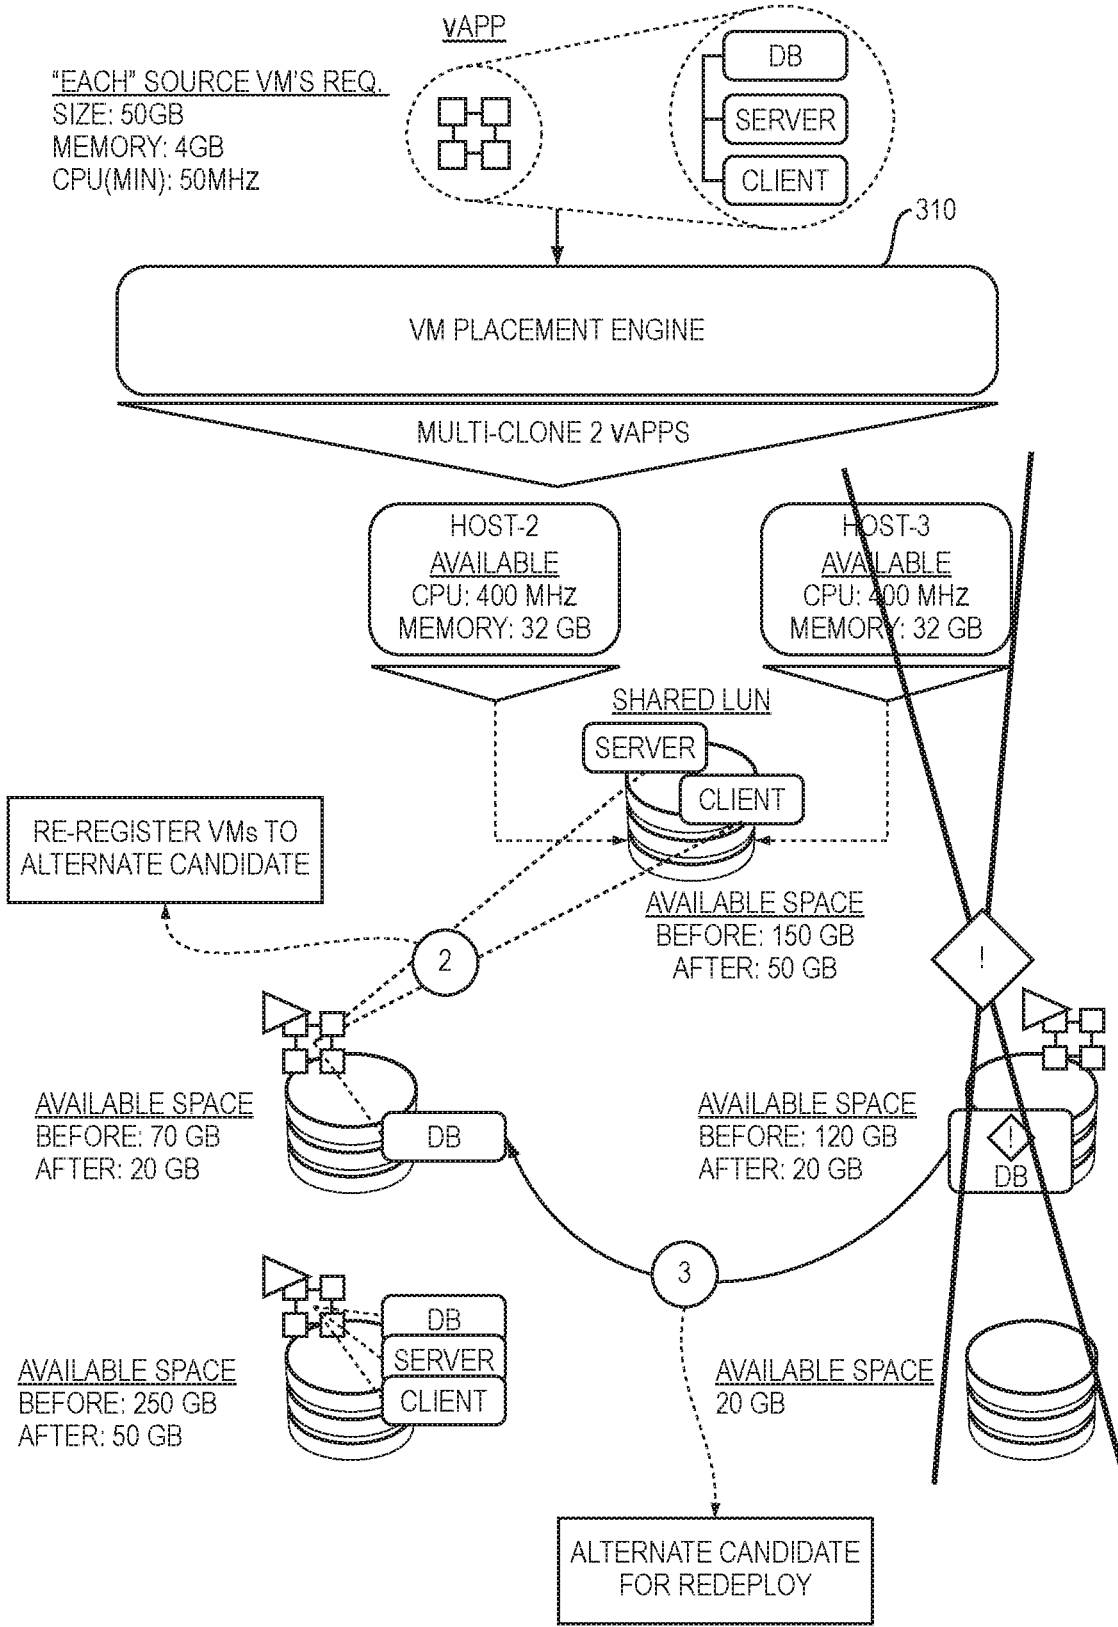 vAPP
"EACH" SOURCE VM'S REQ.
SIZE: 50GB
MEMORY: 4GB
CPU(MIN): 50MHz
DB
SERVER
CLIENT
310
VM PLACEMENT ENGINE
MULTI-CLONE 2 vAPPS
HOST-2
AVAILABLE
CPU: 400 MHz
MEMORY: 32 GB
HOST-3
AVAILABLE
CPU: 400 MHz
MEMORY: 32 GB
SHARED LUN
SERVER
CLIENT
RE-REGISTER VMs TO
ALTERNATE CANDIDATE
AVAILABLE SPACE
BEFORE: 150 GB
AFTER: 50 GB
2
!
AVAILABLE SPACE
BEFORE: 70 GB
AFTER: 20 GB
DB
AVAILABLE SPACE
BEFORE: 120 GB
AFTER: 20 GB
!
DB
3
AVAILABLE SPACE
BEFORE: 250 GB
AFTER: 50 GB
DB
SERVER
CLIENT
AVAILABLE SPACE
20 GB
ALTERNATE CANDIDATE
FOR REDEPLOY